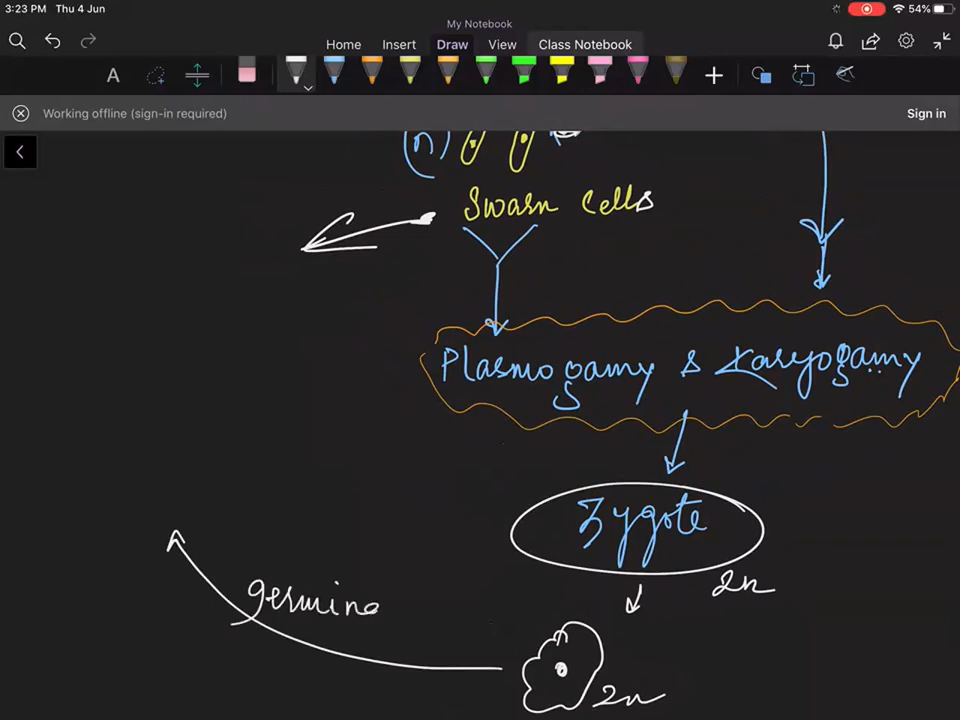 3:23 PM Thu 4 Jun
54%
My Notebook
Home Insert Draw View Class Notebook
A
Working offline (sign-in required) Sign in
(n)
Swarn Cells
Plasmogamy & Karyogamy
Zygote
2n
germina
2n